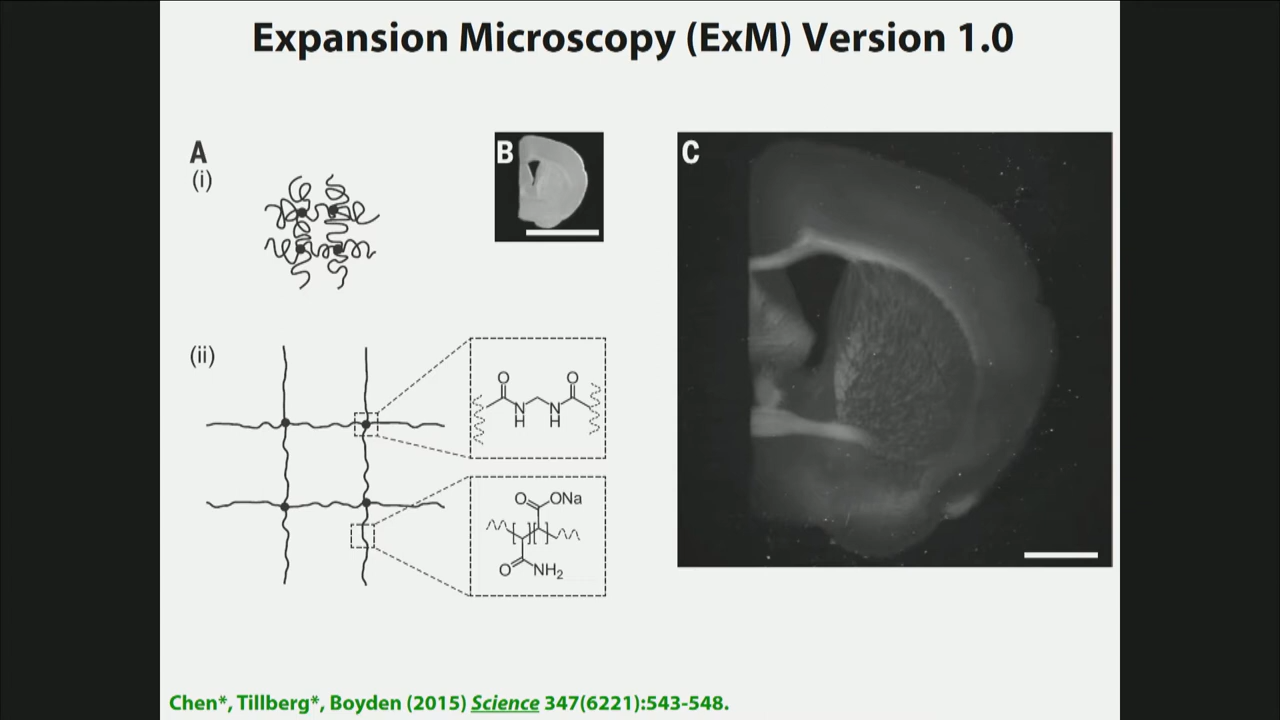 Expansion Microscopy (ExM) Version 1.0
A
(i)
B
C
(ii)
O
O
N
H
N
H
O
ONa
O
NH2
Chen*, Tillberg*, Boyden (2015) Science 347(6221):543-548.